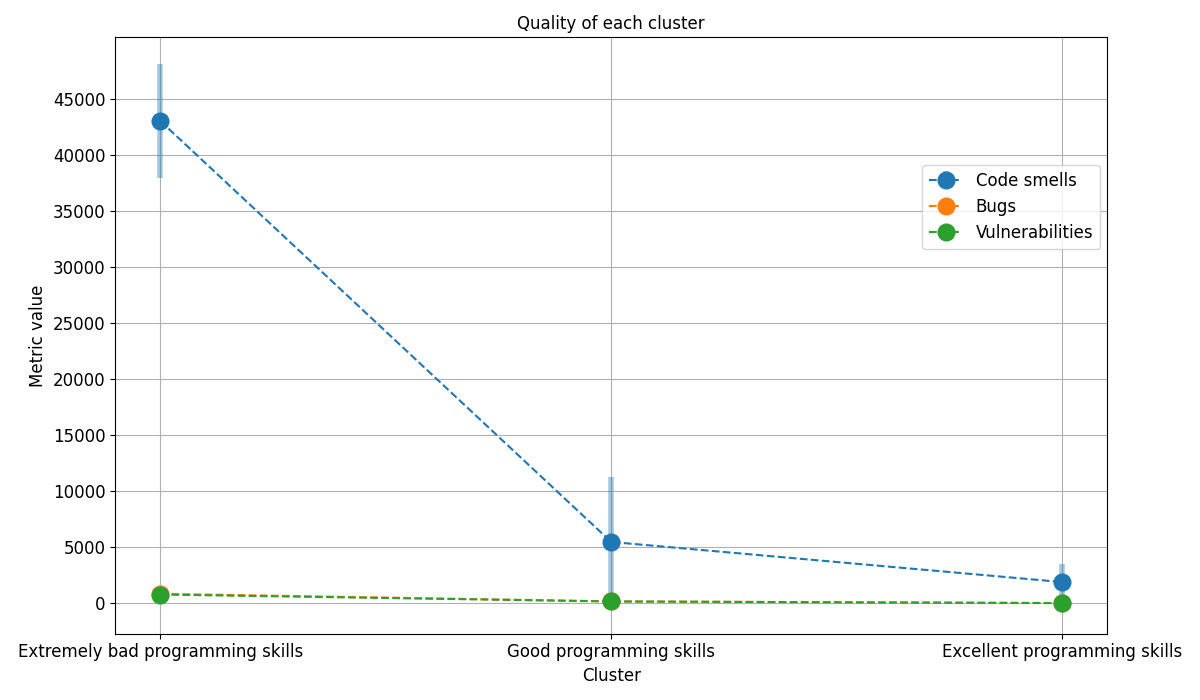 Quality of each cluster
45000
40000
35000
30000
25000
20000
15000
10000
5000
0
Metric value
Code smells
Bugs
Vulnerabilities
Extremely bad programming skills
Good programming skills
Excellent programming skills
Cluster